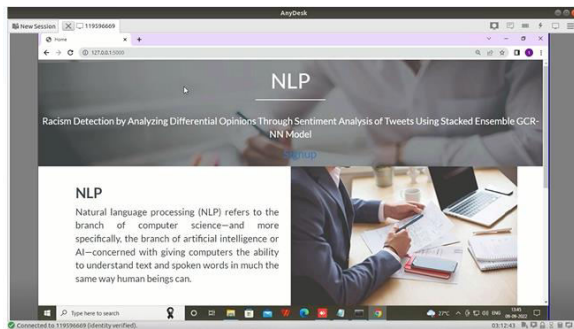 AnyDesk
New Session
119596669
Home
127.0.0.1:5000
NLP
Racism Detection by Analyzing Differential Opinions Through Sentiment Analysis of Tweets Using Stacked Ensemble GCR-
NN Model
Signup
NLP
Natural language processing (NLP) refers to the
branch of computer science—and more
specifically, the branch of artificial intelligence or
AI—concerned with giving computers the ability
to understand text and spoken words in much the
same way human beings can.
Type here to search
27°C
ENG
Connected to 119596669 (identity verified).
03:12:43